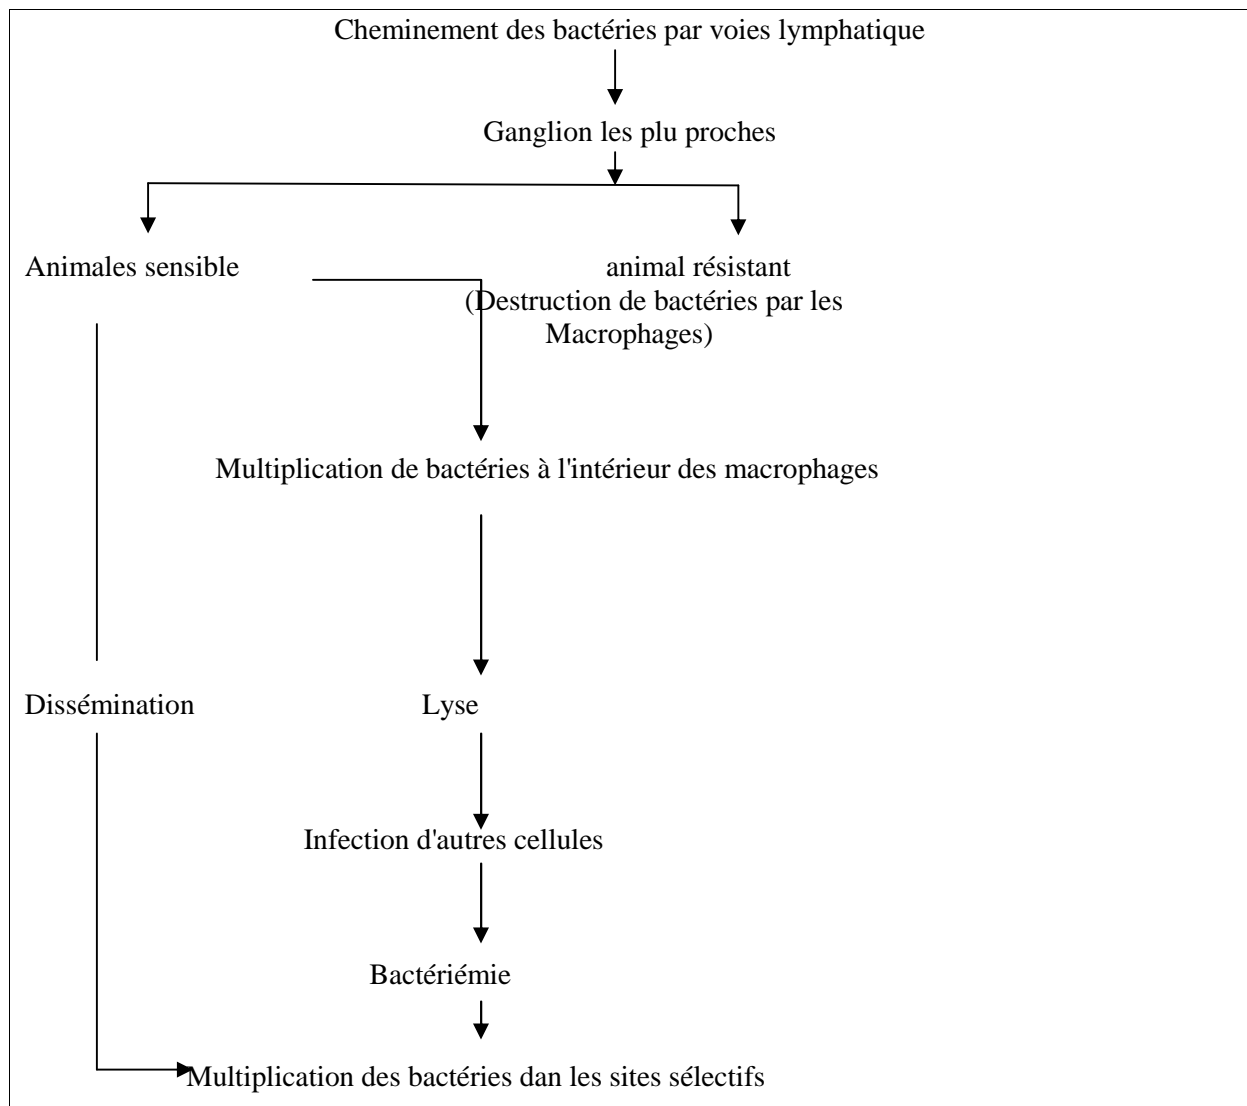 Cheminement des bactéries par voies lymphatique
Ganglion les plu proches
Animales sensible
animal résistant
(Destruction de bactéries par les
Macrophages)
Multiplication de bactéries à l'intérieur des macrophages
Dissémination
Lyse
Infection d'autres cellules
Bactériémie
Multiplication des bactéries dan les sites sélectifs